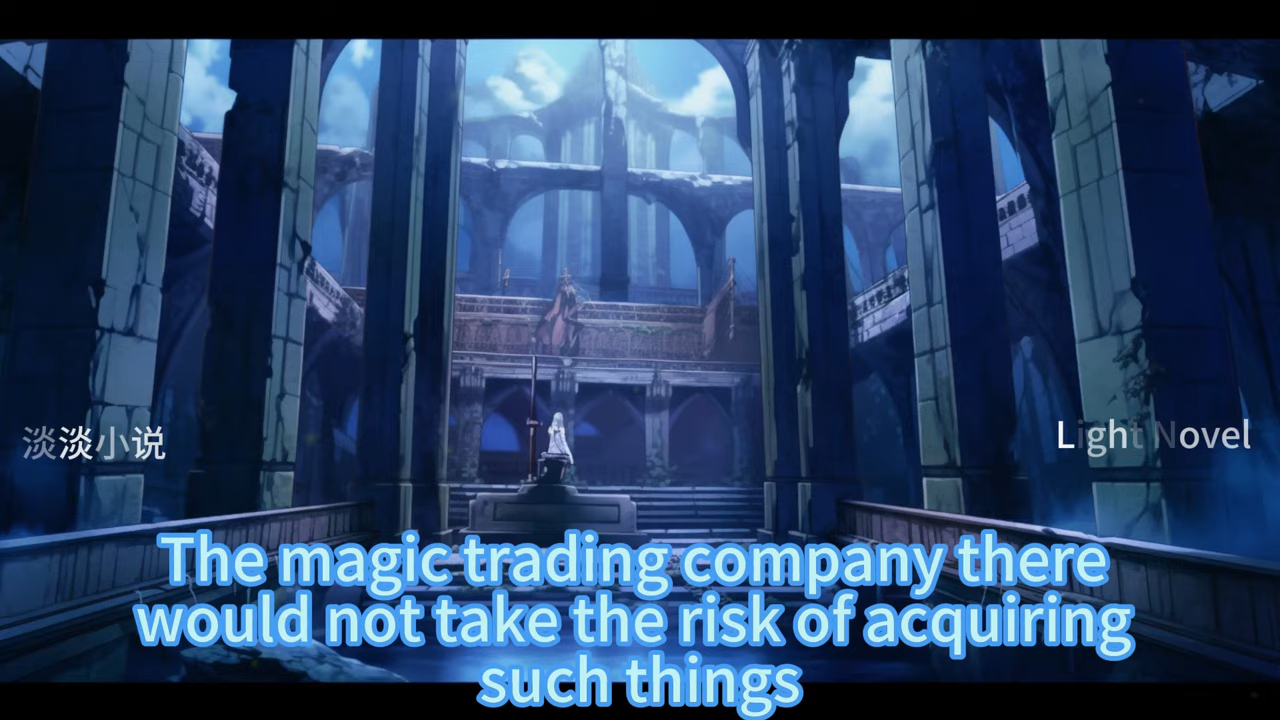 淡淡小说
Light Novel
The magic trading company there
would not take the risk of acquiring
such things